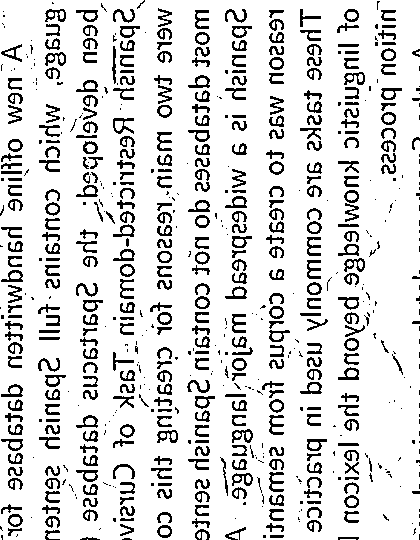 A new offline handwritten database for
guage, which contains full Spanish senten
been developed: the Spartacus database (
Spanish Restricted-domain Task of Cursiv
were two main reasons for creating this co
most databases do not contain Spanish sente
Spanish is a widespread major language. A
reason was to create a corpus from semanti
These tasks are commonly used in practice
of linguistic knowledge beyond the lexicon
nition process.